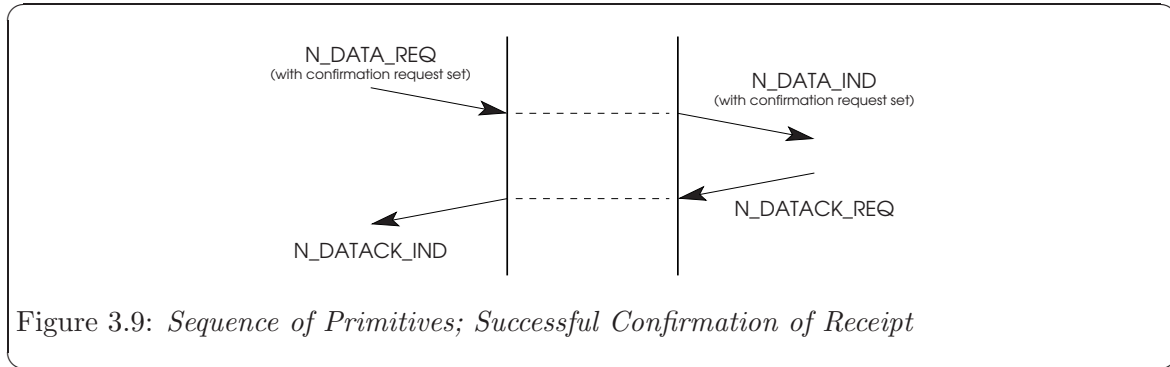 N_DATA_REQ
(with confirmation request set)
N_DATA_IND
(with confirmation request set)
N_DATACK_REQ
N_DATACK_IND
Figure 3.9: Sequence of Primitives; Successful Confirmation of Receipt